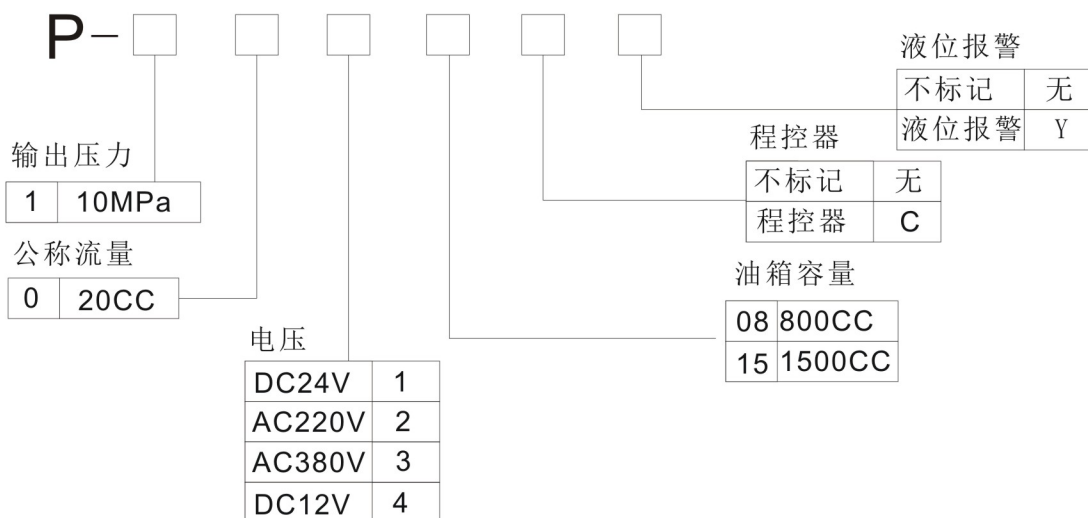 P-
液位报警
不标记 无
液位报警 Y
程控器
不标记 无
程控器 C
输出压力
1 10MPa
公称流量
0 20CC
油箱容量
08 800CC
15 1500CC
电压
DC24V 1
AC220V 2
AC380V 3
DC12V 4